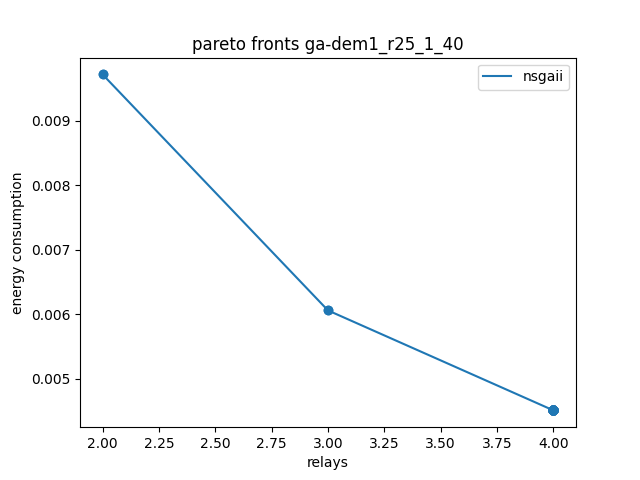 pareto fronts ga-dem1_r25_1_40
nsgaii
energy consumption
0.009
0.008
0.007
0.006
0.005
2.00 2.25 2.50 2.75 3.00 3.25 3.50 3.75 4.00
relays